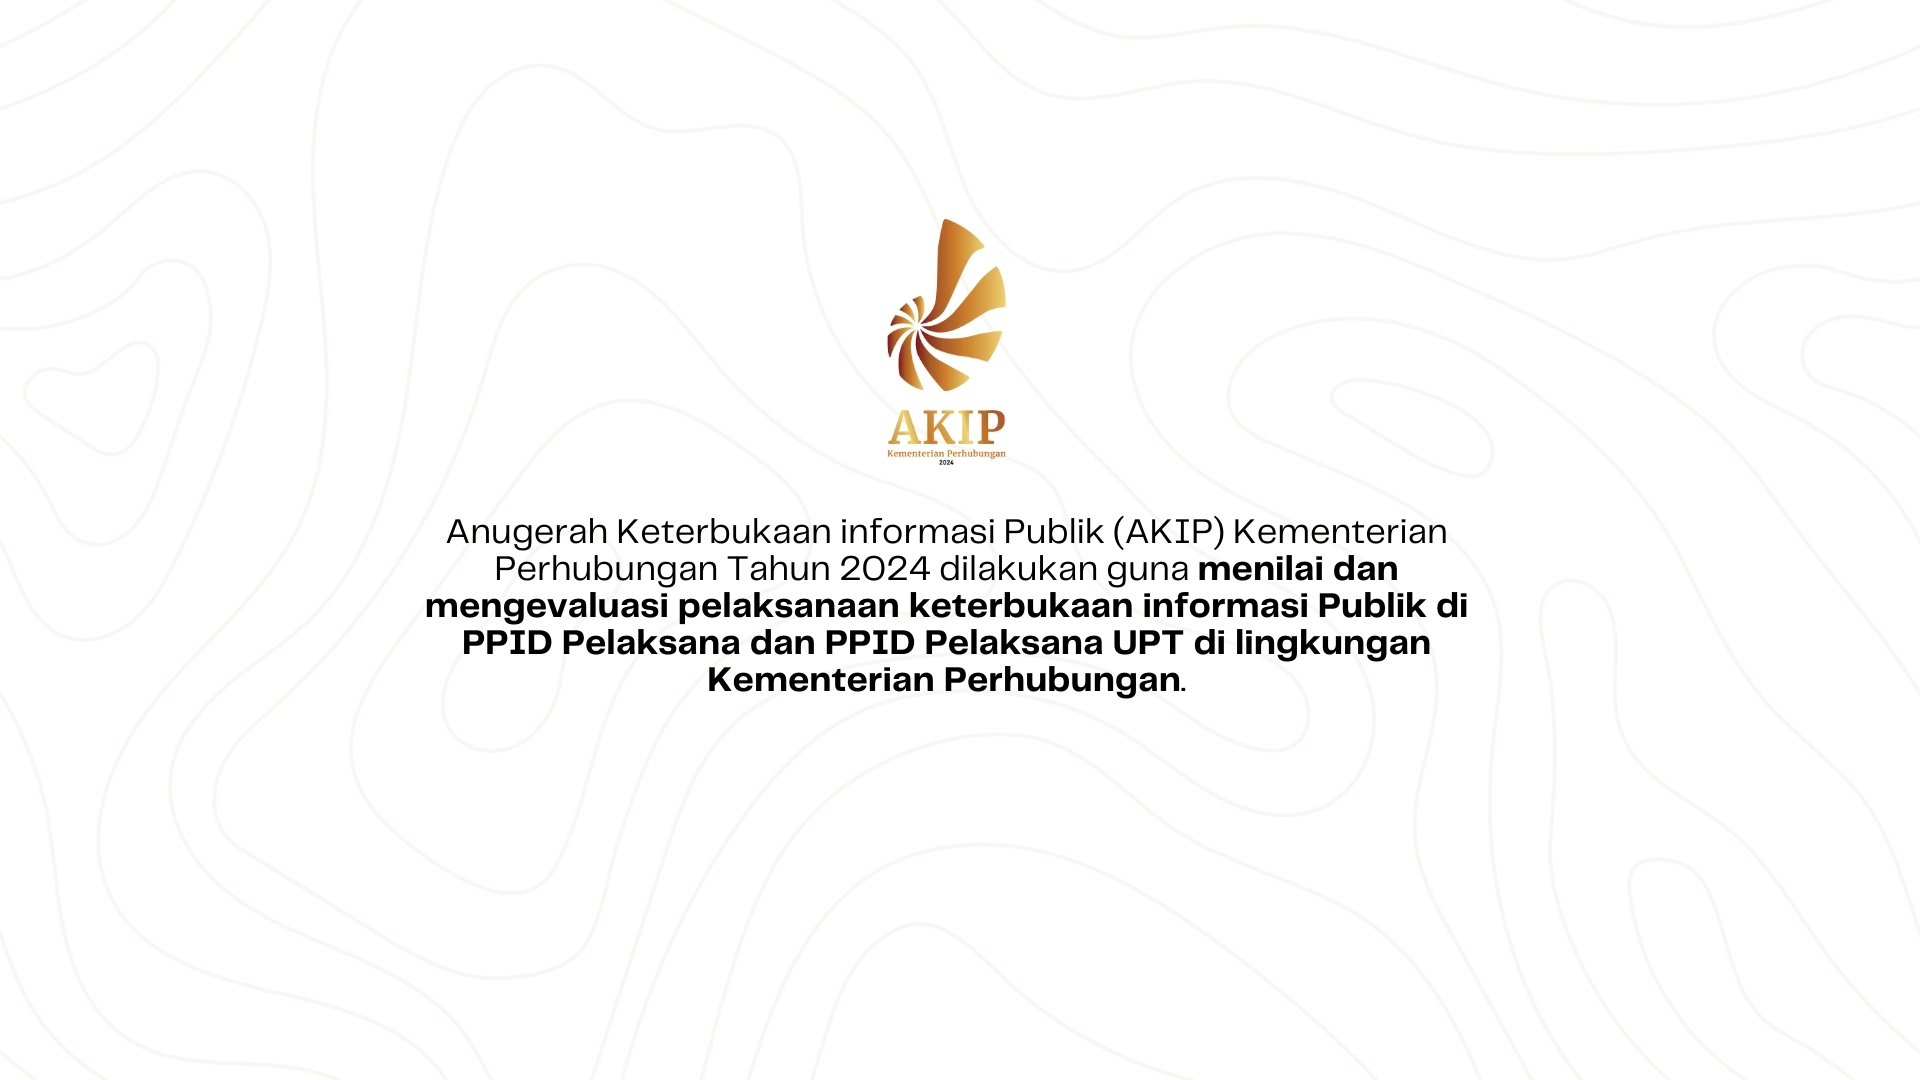 AKIP
Kementerian Perhubungan
2024
Anugerah Keterbukaan informasi Publik (AKIP) Kementerian
Perhubungan Tahun 2024 dilakukan guna menilai dan
mengevaluasi pelaksanaan keterbukaan informasi Publik di
PPID Pelaksana dan PPID Pelaksana UPT di lingkungan
Kementerian Perhubungan.